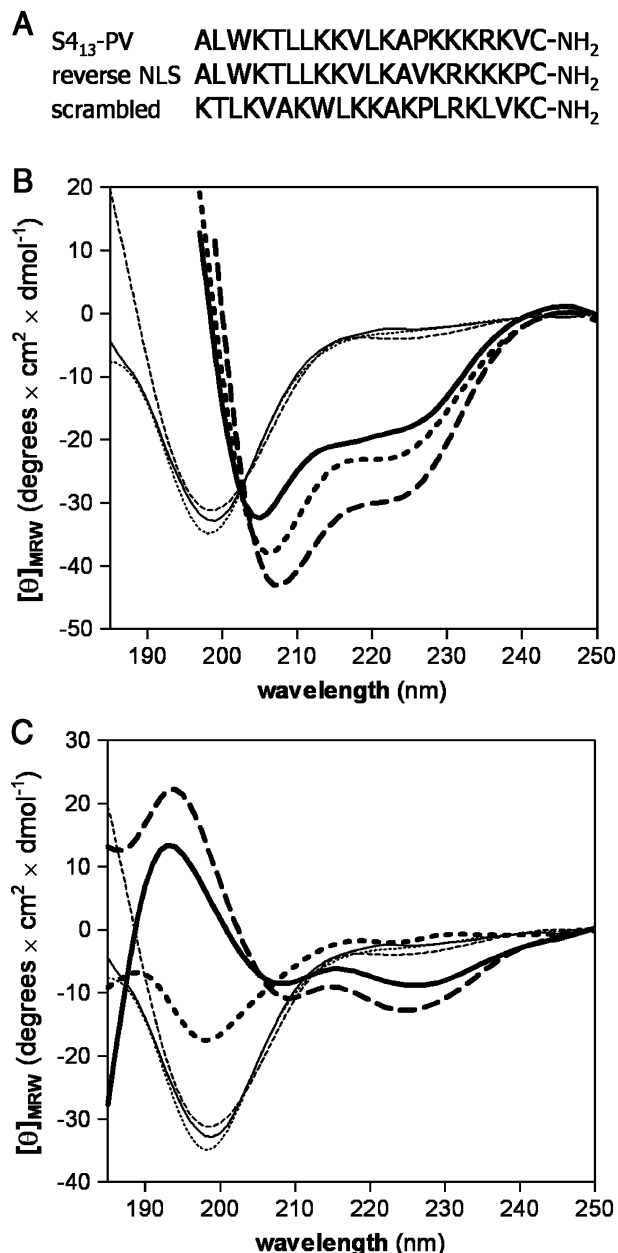 A
S4₁₃-PV ALWKTLLKKVLKAPKKKRKVC-NH₂
reverse NLS ALWKTLLKKVLKAVKRKKKPC-NH₂
scrambled KTLKVAKWLKKAKPLRKLVKC-NH₂
B
[θ]MRW (degrees × cm² × dmol⁻¹)
20
10
0
-10
-20
-30
-40
-50
190 200 210 220 230 240 250
wavelength (nm)
C
[θ]MRW (degrees × cm² × dmol⁻¹)
30
20
10
0
-10
-20
-30
-40
190 200 210 220 230 240 250
wavelength (nm)